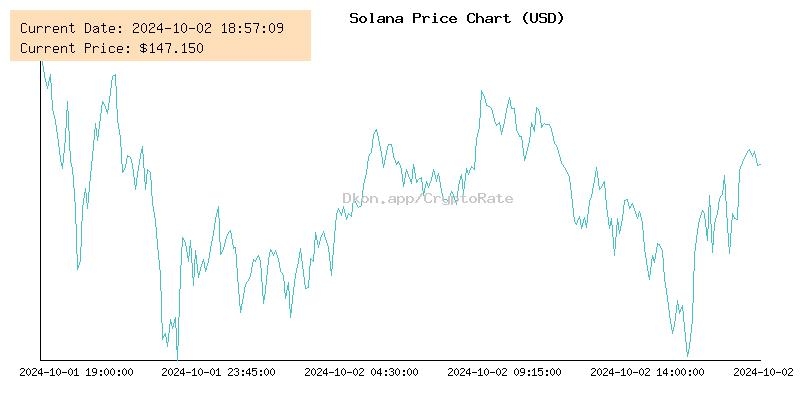 Solana Price Chart (USD)
Current Date: 2024-10-02 18:57:09
Current Price: $147.150
Dkon.app/CryptoRate
2024-10-01 19:00:00 2024-10-01 23:45:00 2024-10-02 04:30:00 2024-10-02 09:15:00 2024-10-02 14:00:00 2024-10-02